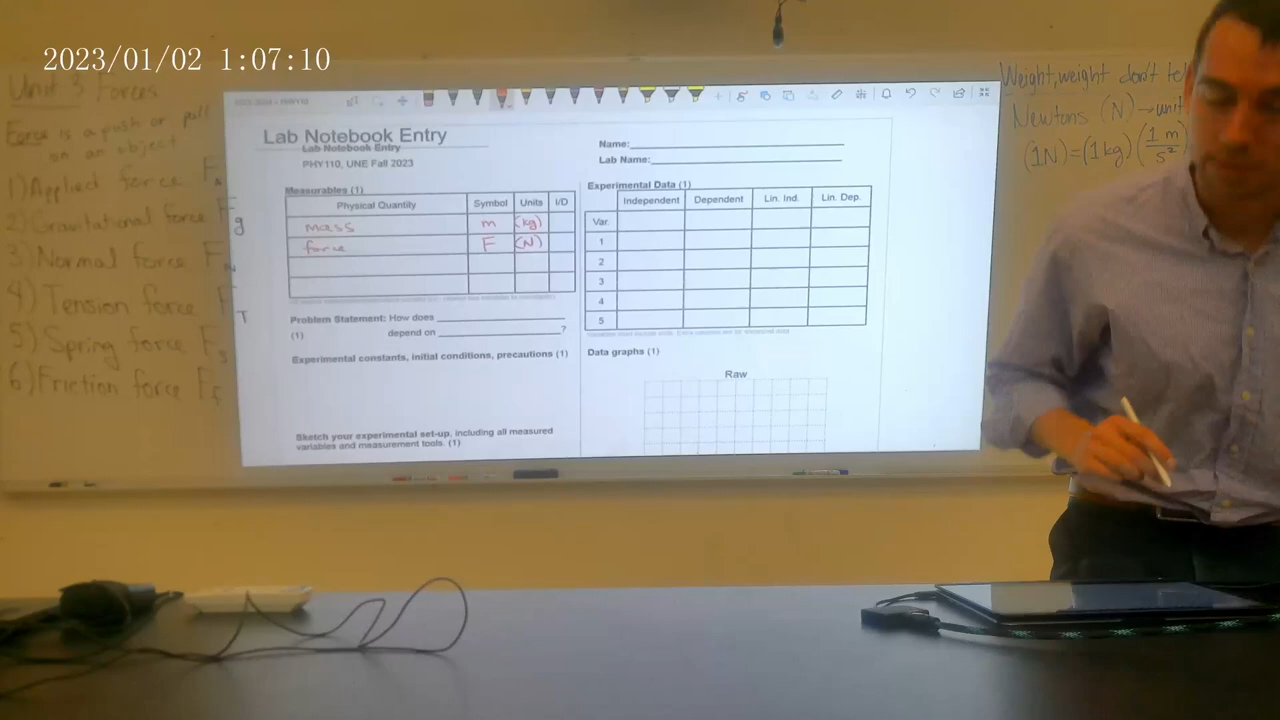 2023/01/02 1:07:10
Unit 3 Forces
Force is a push or pull
on an object
1) Applied force F
2) Gravitational force F g
3) Normal force F N
4) Tension force F T
5) Spring force F s
6) Friction force F f
Lab Notebook Entry
Lab Notebook Entry
PHY110, UNE Fall 2023
Name:
Lab Name:
Measurables (1)
Physical Quantity Symbol Units I/D
mass m (kg)
force F (N)
Problem Statement: How does
(1) depend on ?
Experimental constants, initial conditions, precautions (1)
Sketch your experimental set-up, including all measured
variables and measurement tools. (1)
Experimental Data (1)
Independent Dependent Lin. Ind. Lin. Dep.
Var.
1
2
3
4
5
Data graphs (1)
Raw
Weight, weight don't te
Newtons (N) → unit
(1N)=(1kg)(1 m/s²)